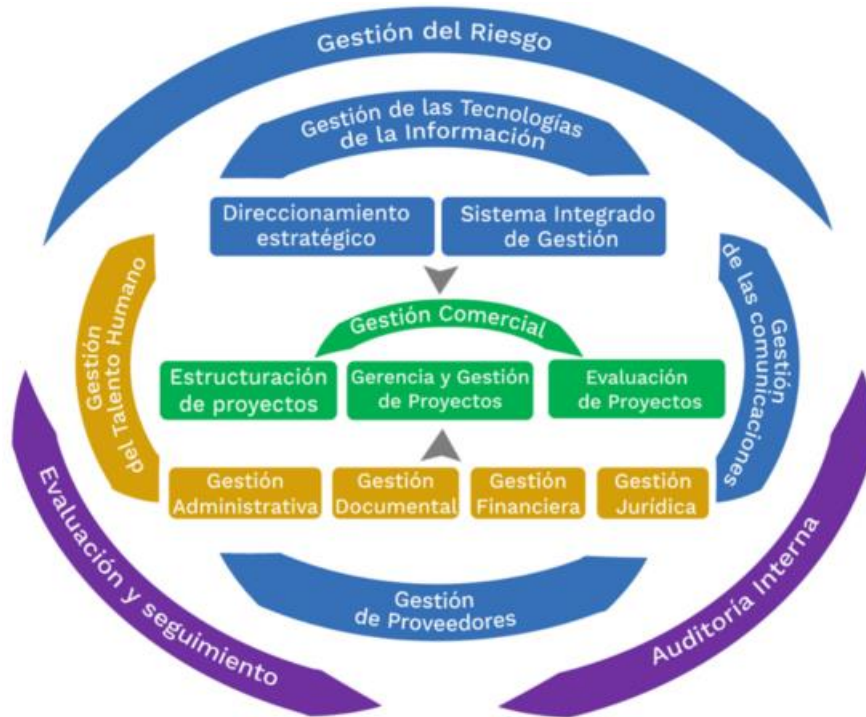 Gestión del Riesgo
Gestión de las Tecnologías
de la Información
Direccionamiento
estratégico
Sistema Integrado
de Gestión
Gestión
del Talento Humano
Gestión
de las comunicaciones
Gestión Comercial
Estructuración
de proyectos
Gerencia y Gestión
de Proyectos
Evaluación
de Proyectos
Gestión
Administrativa
Gestión
Documental
Gestión
Financiera
Gestión
Jurídica
Evaluación y seguimiento
Auditoría Interna
Gestión
de Proveedores